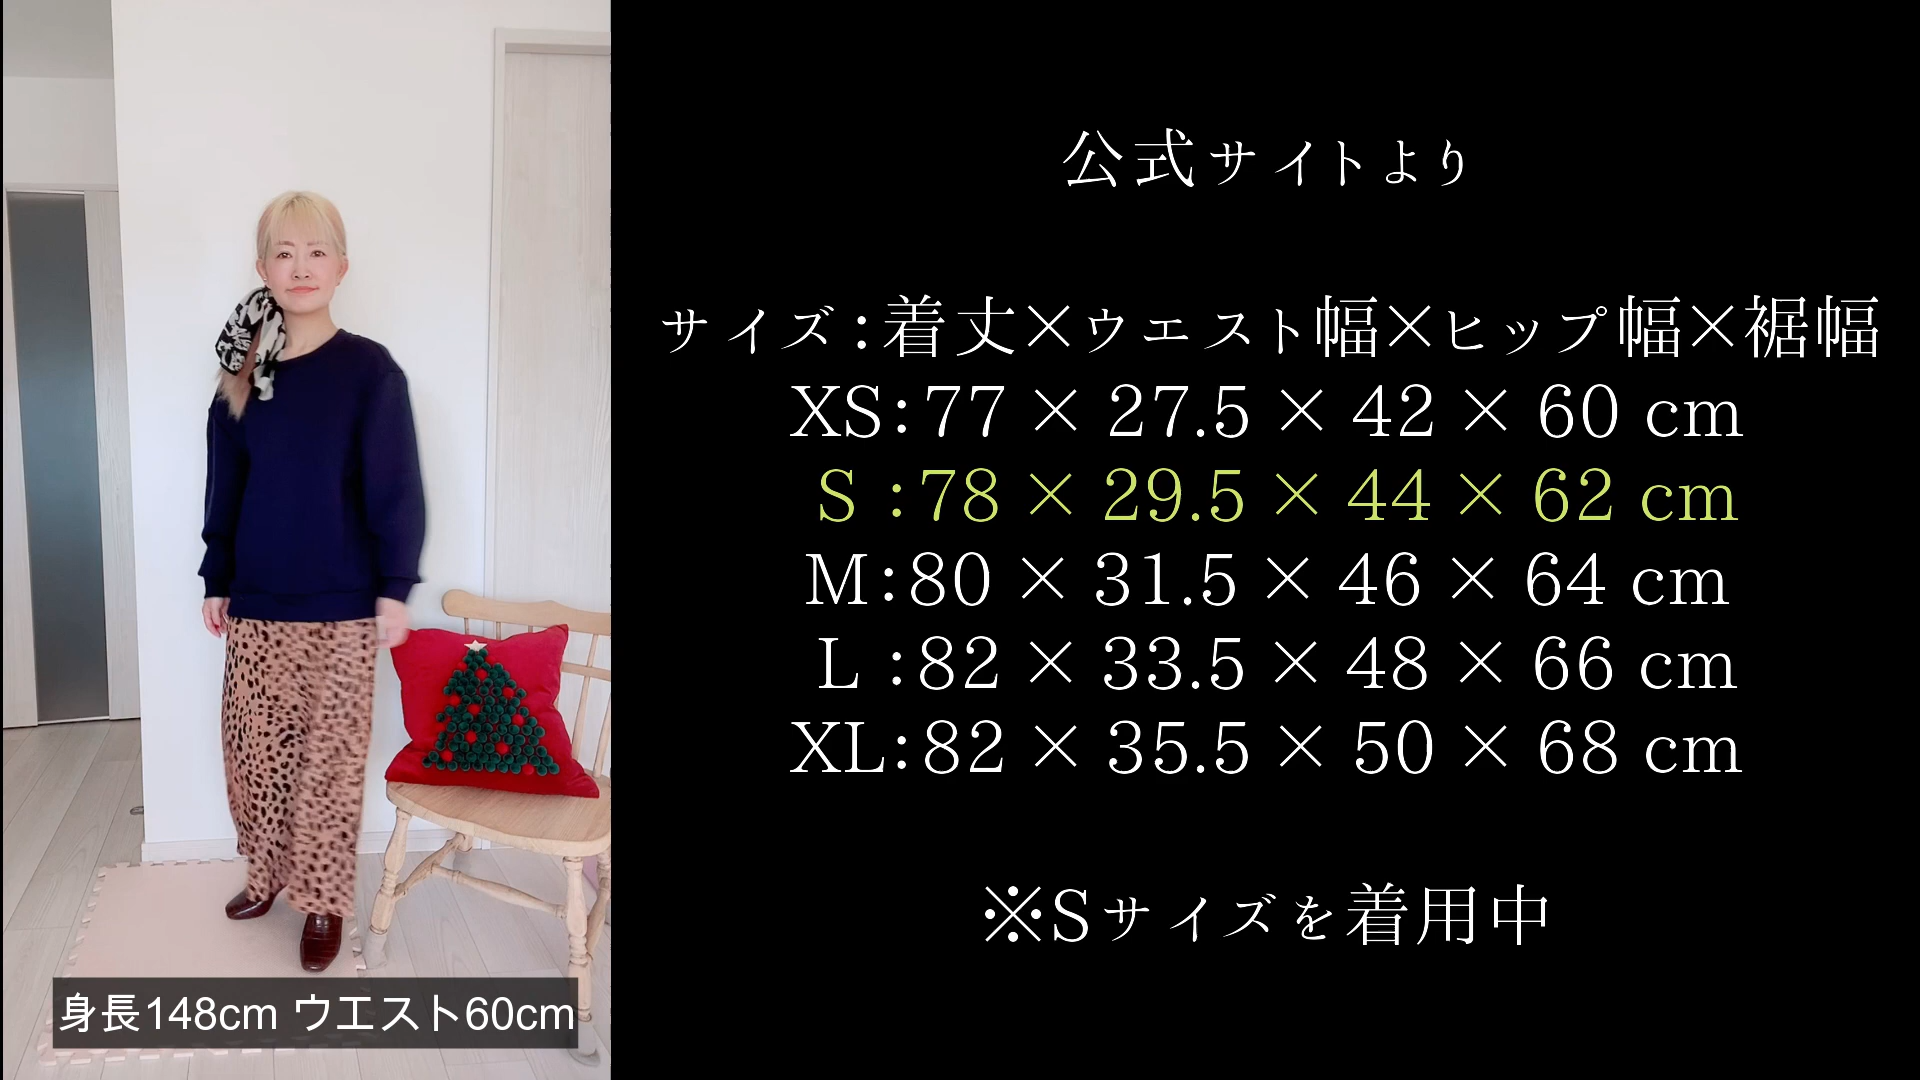 公式サイトより
サイズ:着丈×ウエスト幅×ヒップ幅×裾幅
XS:77 × 27.5 × 42 × 60 cm
S :78 × 29.5 × 44 × 62 cm
M:80 × 31.5 × 46 × 64 cm
L :82 × 33.5 × 48 × 66 cm
XL:82 × 35.5 × 50 × 68 cm
※Sサイズを着用中
身長148cm ウエスト60cm